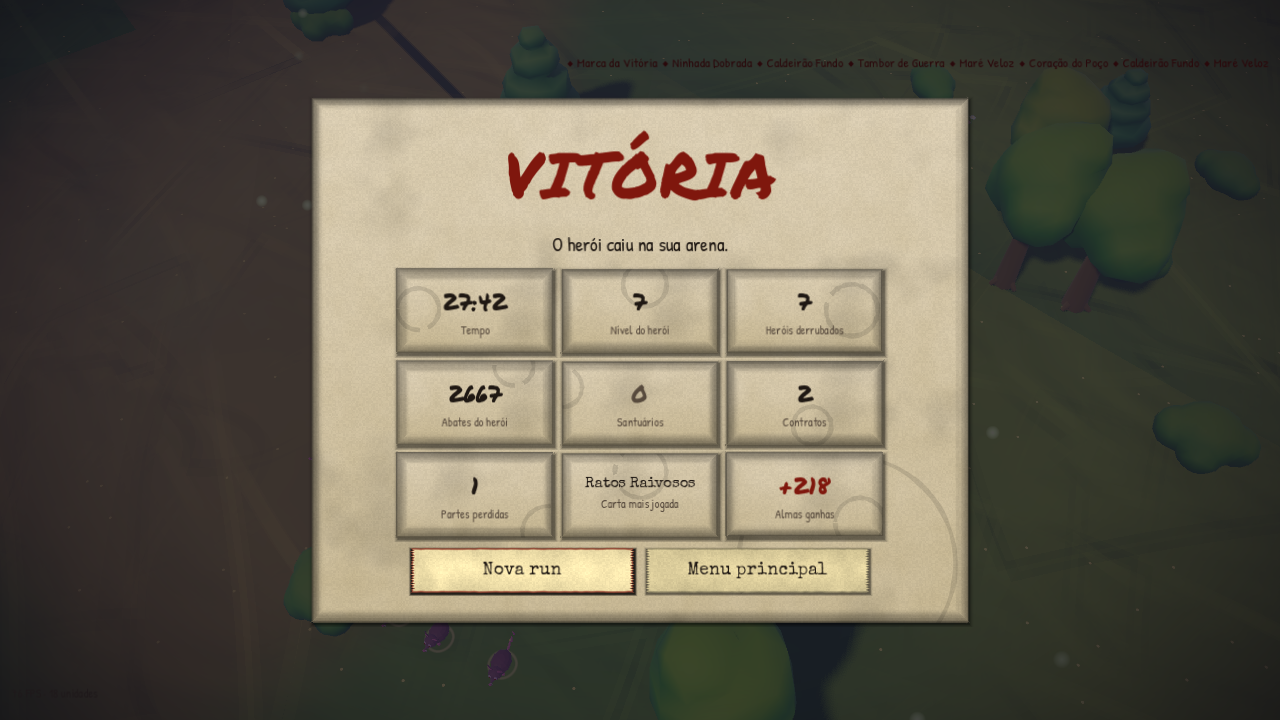 ♦ Marca da Vitória ♦ Ninhada Dobrada ♦ Caldeirão Fundo ♦ Tambor de Guerra ♦ Maré Veloz ♦ Coração do Poço ♦ Caldeirão Fundo ♦ Maré Veloz
VITÓRIA
O herói caiu na sua arena.
27:42
Tempo
7
Nível do herói
7
Heróis derrubados
2667
Abates do herói
0
Santuários
2
Contratos
1
Partes perdidas
Ratos Raivosos
Carta mais jogada
+218
Almas ganhas
Nova run
Menu principal